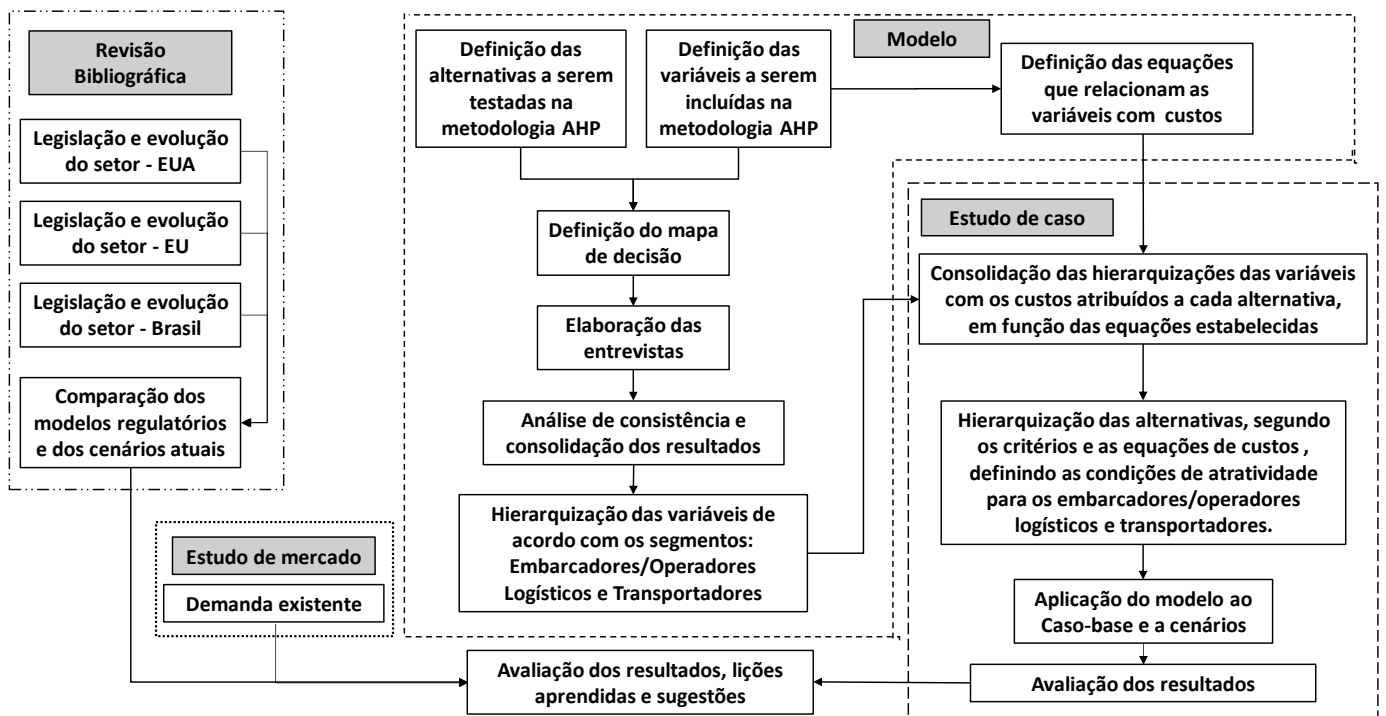 Revisão
Bibliográfica
Legislação e evolução
do setor - EUA
Legislação e evolução
do setor - EU
Legislação e evolução
do setor - Brasil
Comparação dos
modelos regulatórios
e dos cenários atuais
Estudo de mercado
Demanda existente
Modelo
Definição das
alternativas a serem
testadas na
metodologia AHP
Definição das
variáveis a serem
incluídas na
metodologia AHP
Definição das equações
que relacionam as
variáveis com custos
Definição do mapa
de decisão
Elaboração das
entrevistas
Análise de consistência e
consolidação dos resultados
Hierarquização das variáveis de
acordo com os segmentos:
Embarcadores/Operadores
Logísticos e Transportadores
Estudo de caso
Consolidação das hierarquizações das variáveis
com os custos atribuídos a cada alternativa,
em função das equações estabelecidas
Hierarquização das alternativas, segundo
os critérios e as equações de custos ,
definindo as condições de atratividade
para os embarcadores/operadores
logísticos e transportadores.
Aplicação do modelo ao
Caso-base e a cenários
Avaliação dos resultados
Avaliação dos resultados, lições
aprendidas e sugestões